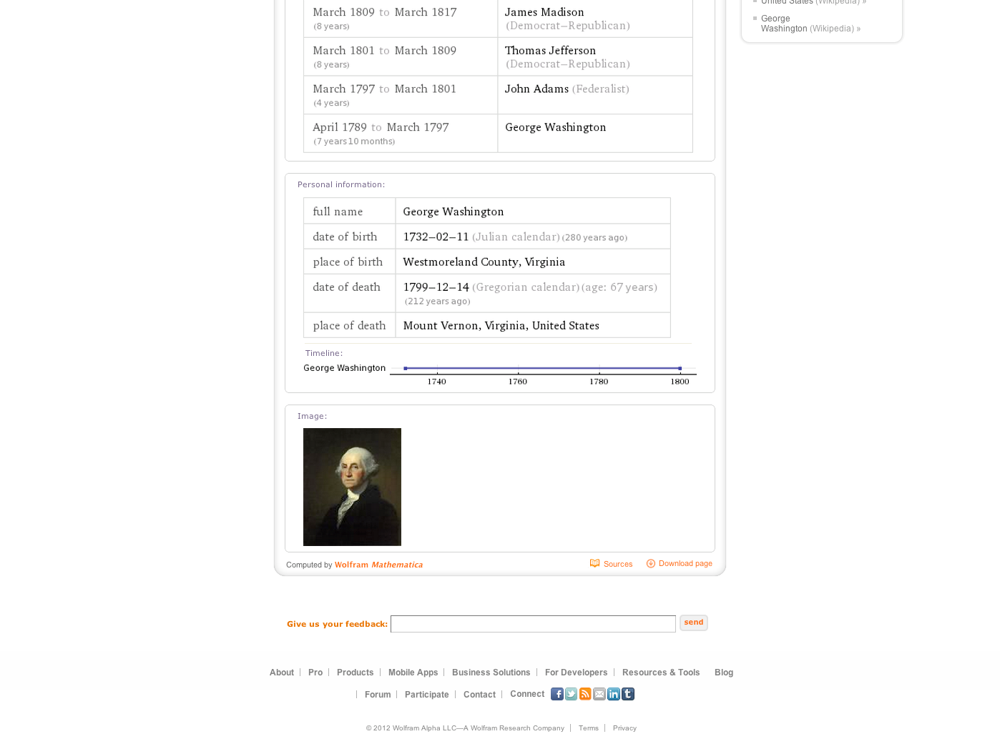 United States (Wikipedia) »
George
Washington (Wikipedia) »
March 1809 to March 1817
(8 years)
James Madison
(Democrat–Republican)
March 1801 to March 1809
(8 years)
Thomas Jefferson
(Democrat–Republican)
March 1797 to March 1801
(4 years)
John Adams (Federalist)
April 1789 to March 1797
(7 years 10 months)
George Washington
Personal information:
full name George Washington
date of birth 1732–02–11 (Julian calendar) (280 years ago)
place of birth Westmoreland County, Virginia
date of death 1799–12–14 (Gregorian calendar) (age: 67 years)
(212 years ago)
place of death Mount Vernon, Virginia, United States
Timeline:
George Washington
1740 1760 1780 1800
Image:
Computed by Wolfram Mathematica Sources Download page
Give us your feedback: send
About | Pro | Products | Mobile Apps | Business Solutions | For Developers | Resources & Tools Blog
| Forum | Participate | Contact | Connect f in t
© 2012 Wolfram Alpha LLC—A Wolfram Research Company | Terms | Privacy